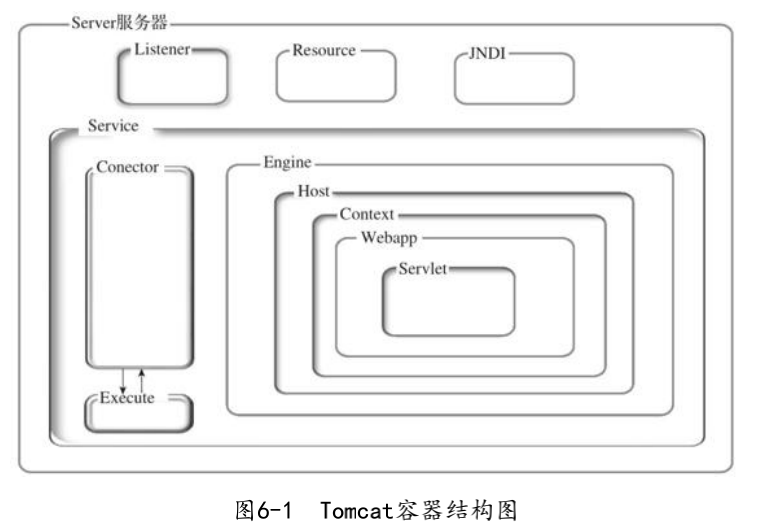 Server服务器
Listener
Resource
JNDI
Service
Conector
Engine
Host
Context
Webapp
Servlet
Execute
图6-1 Tomcat容器结构图